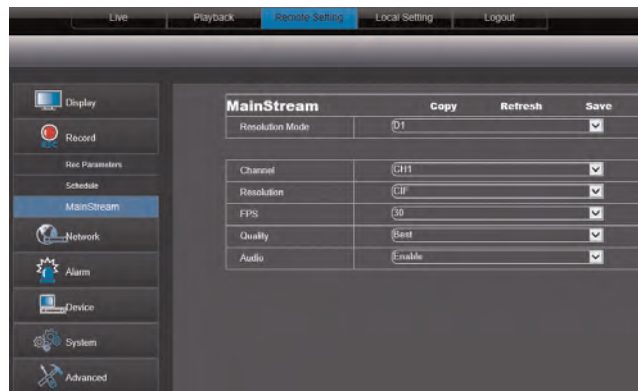 Live Playback Remote Setting Local Setting Logout
Display
Record
Rec Parameters
Schedule
MainStream
Network
Alarm
Device
System
Advanced
MainStream Copy Refresh Save
Resolution Mode D1
Channel CH1
Resolution CIF
FPS 30
Quality Best
Audio Enable